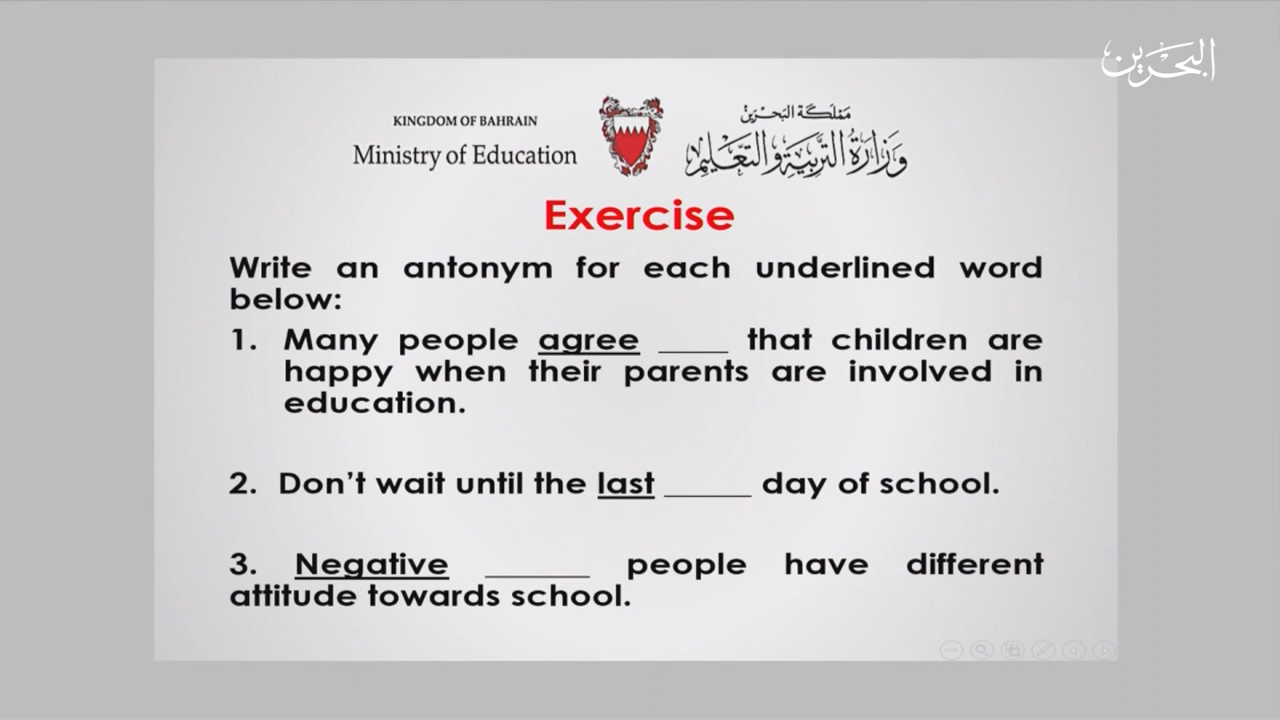 البحرين
KINGDOM OF BAHRAIN
Ministry of Education
مملكة البحرين
وزارة التربية والتعليم
Exercise
Write an antonym for each underlined word
below:
1. Many people agree ____ that children are
happy when their parents are involved in
education.
2. Don't wait until the last _____ day of school.
3. Negative ______ people have different
attitude towards school.